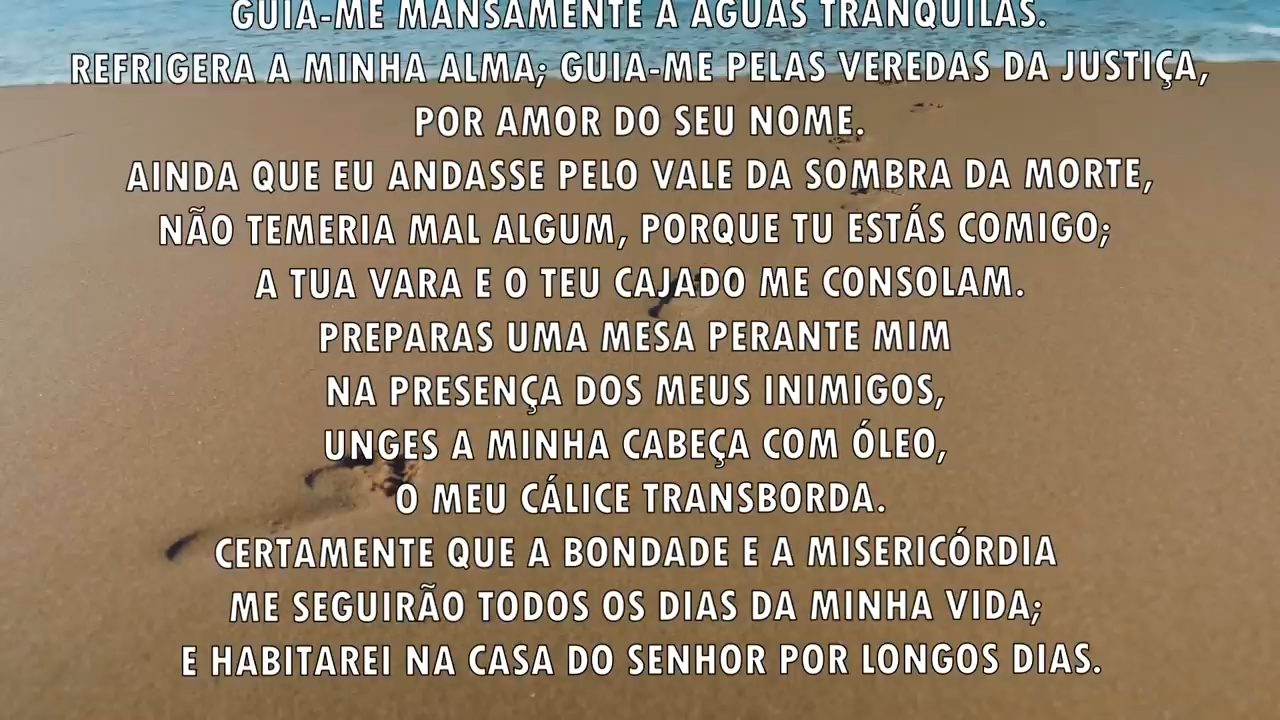 GUIA-ME MANSAMENTE A ÁGUAS TRANQUILAS.
REFRIGERA A MINHA ALMA; GUIA-ME PELAS VEREDAS DA JUSTIÇA,
POR AMOR DO SEU NOME.
AINDA QUE EU ANDASSE PELO VALE DA SOMBRA DA MORTE,
NÃO TEMERIA MAL ALGUM, PORQUE TU ESTÁS COMIGO;
A TUA VARA E O TEU CAJADO ME CONSOLAM.
PREPARAS UMA MESA PERANTE MIM
NA PRESENÇA DOS MEUS INIMIGOS,
UNGES A MINHA CABEÇA COM ÓLEO,
O MEU CÁLICE TRANSBORDA.
CERTAMENTE QUE A BONDADE E A MISERICÓRDIA
ME SEGUIRÃO TODOS OS DIAS DA MINHA VIDA;
E HABITAREI NA CASA DO SENHOR POR LONGOS DIAS.